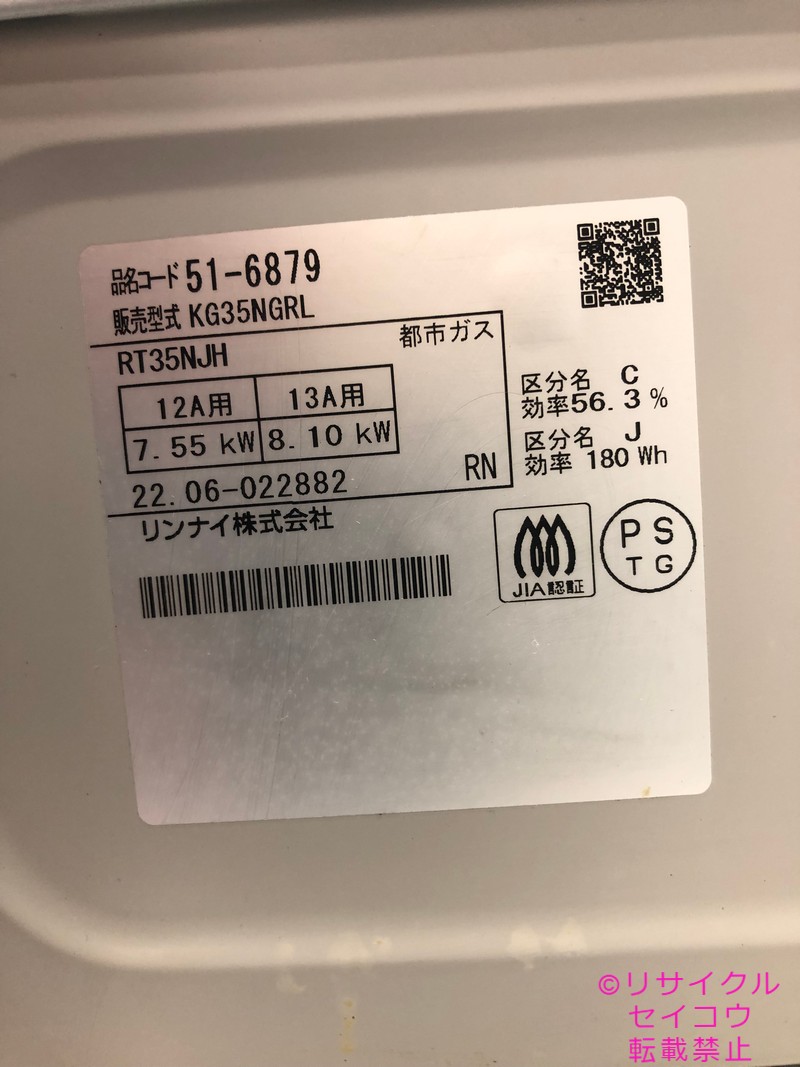 品名コード 51-6879
販売型式 KG35NGRL
都市ガス
RT35NJH
12A用 13A用
7.55 kW 8.10 kW
RN
22.06-022882
リンナイ株式会社
区分名 C
効率 56.3 %
区分名 J
効率 180 Wh
JIA認証
PS
TG
©リサイクル
セイコウ
転載禁止